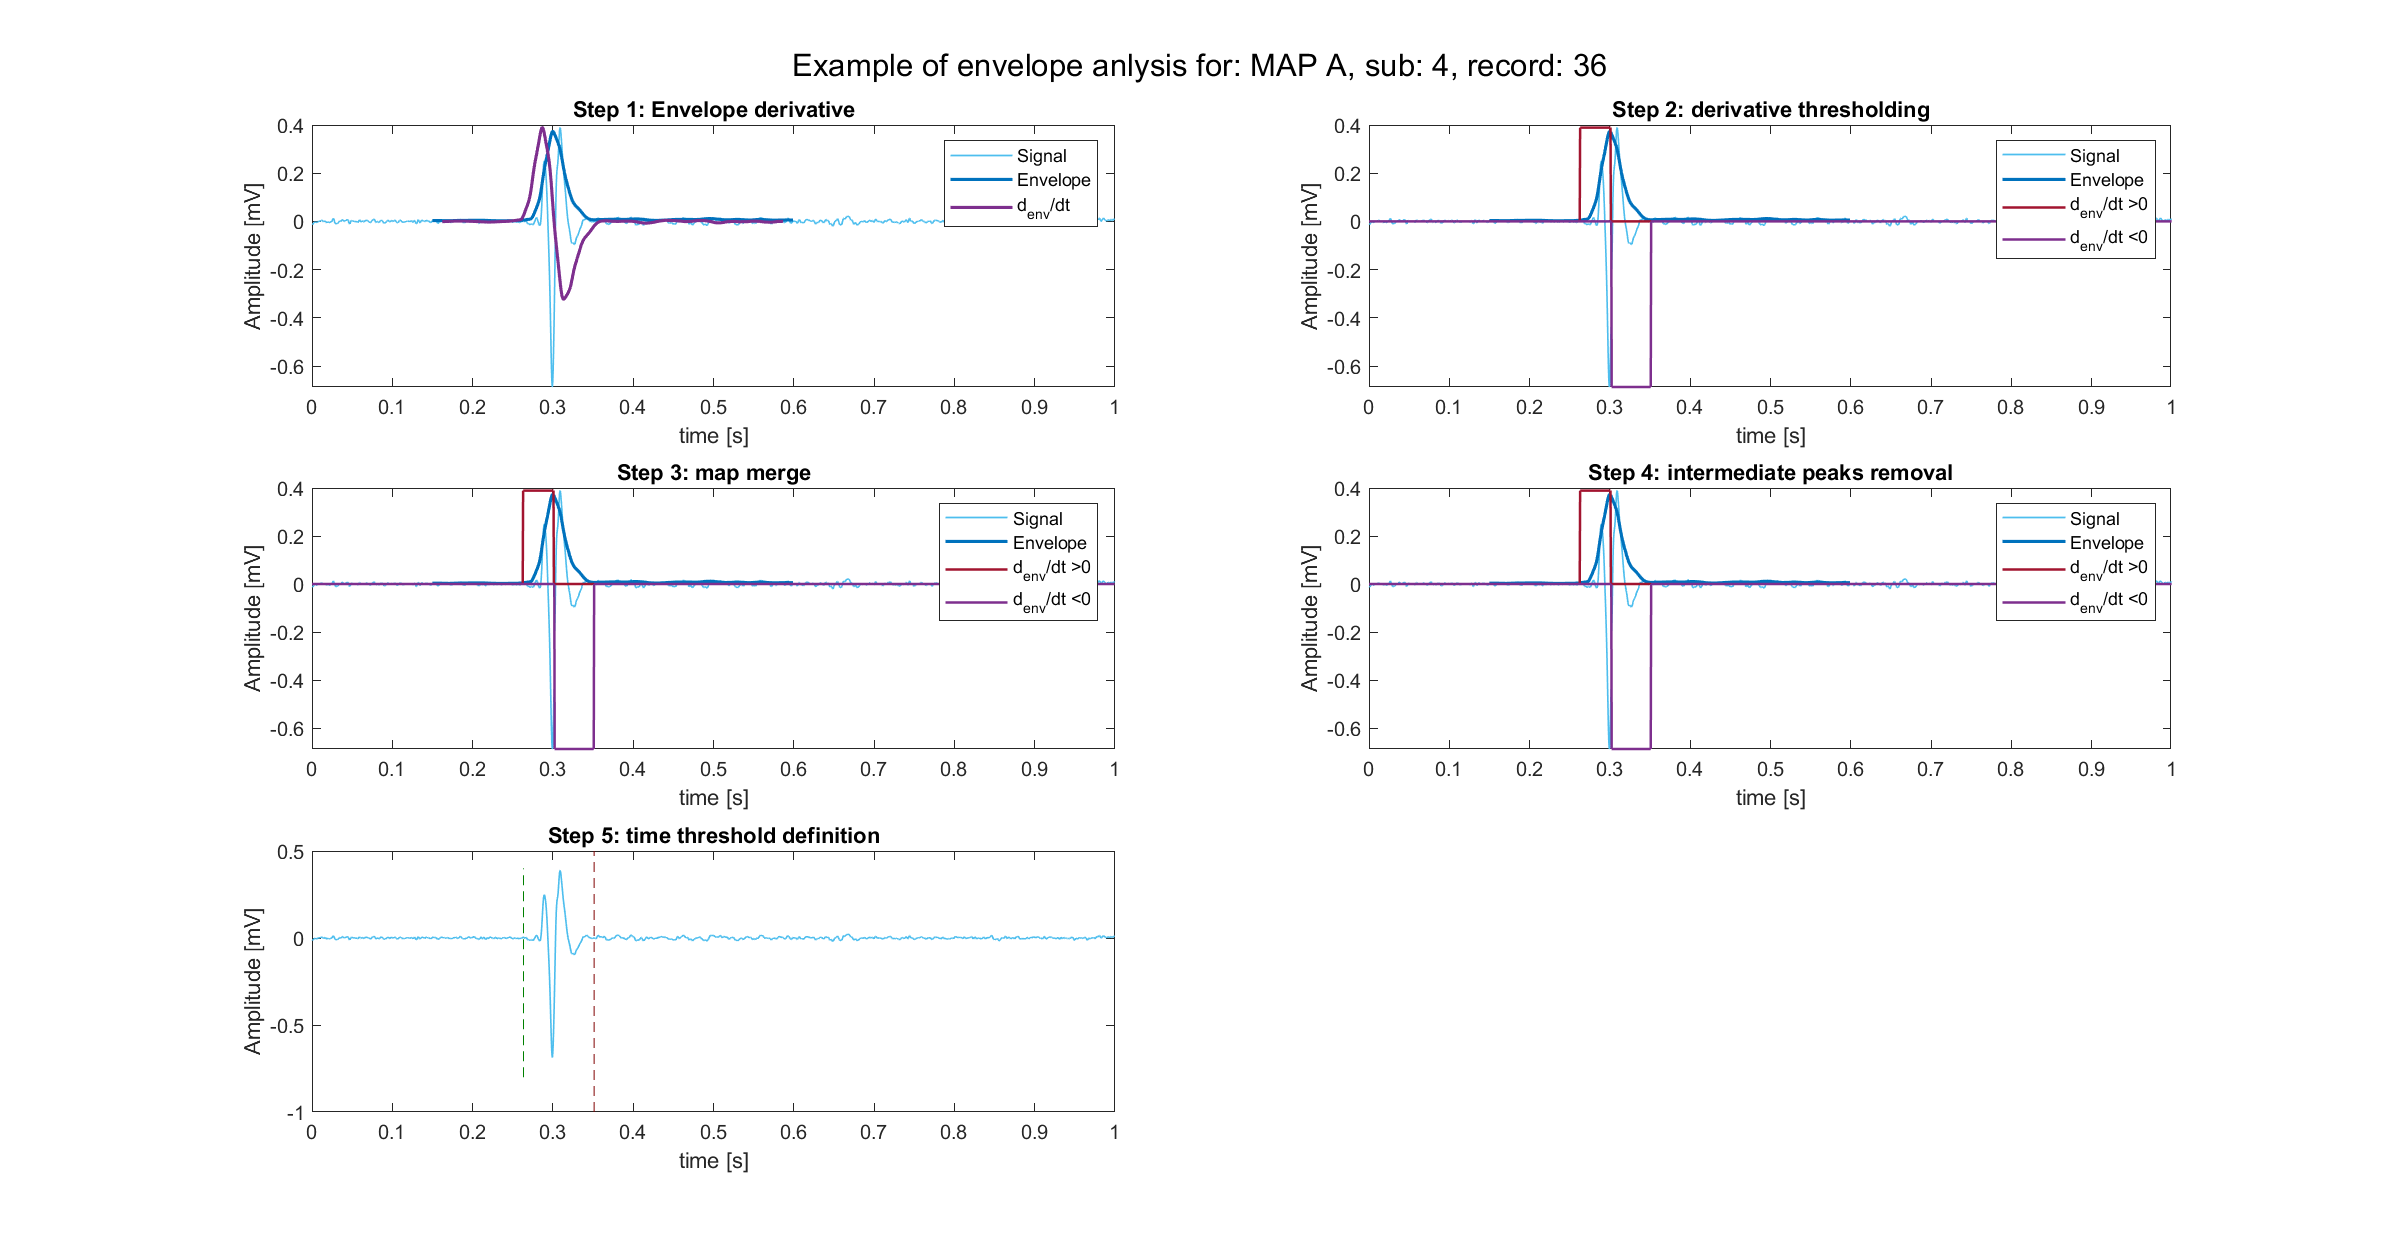 Example of envelope anlysis for: MAP A, sub: 4, record: 36
Step 1: Envelope derivative
0.4
0.2
0
-0.2
-0.4
-0.6
Amplitude [mV]
0 0.1 0.2 0.3 0.4 0.5 0.6 0.7 0.8 0.9 1
time [s]
Signal
Envelope
d_env/dt
Step 2: derivative thresholding
0.4
0.2
0
-0.2
-0.4
-0.6
Amplitude [mV]
0 0.1 0.2 0.3 0.4 0.5 0.6 0.7 0.8 0.9 1
time [s]
Signal
Envelope
d_env/dt >0
d_env/dt <0
Step 3: map merge
0.4
0.2
0
-0.2
-0.4
-0.6
Amplitude [mV]
0 0.1 0.2 0.3 0.4 0.5 0.6 0.7 0.8 0.9 1
time [s]
Signal
Envelope
d_env/dt >0
d_env/dt <0
Step 4: intermediate peaks removal
0.4
0.2
0
-0.2
-0.4
-0.6
Amplitude [mV]
0 0.1 0.2 0.3 0.4 0.5 0.6 0.7 0.8 0.9 1
time [s]
Signal
Envelope
d_env/dt >0
d_env/dt <0
Step 5: time threshold definition
0.5
0
-0.5
-1
Amplitude [mV]
0 0.1 0.2 0.3 0.4 0.5 0.6 0.7 0.8 0.9 1
time [s]